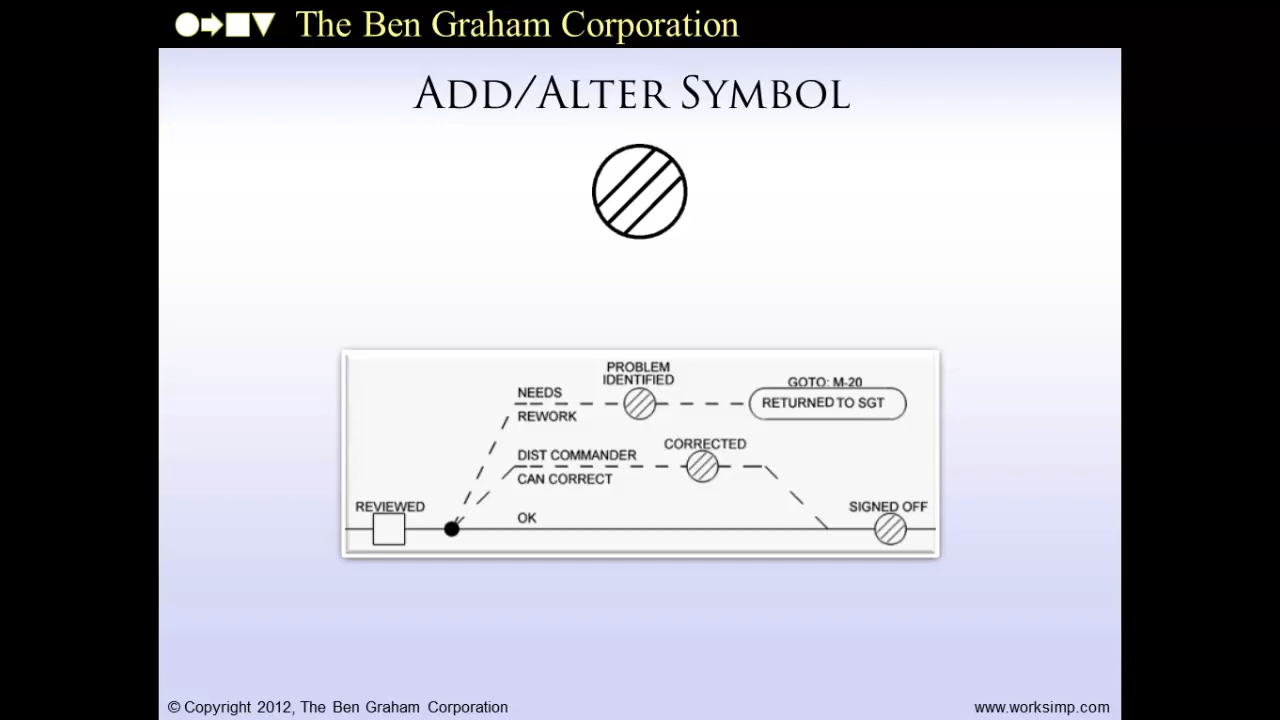 The Ben Graham Corporation
ADD/ALTER SYMBOL
PROBLEM
IDENTIFIED
GOTO: M-20
NEEDS
RETURNED TO SGT
REWORK
CORRECTED
DIST COMMANDER
CAN CORRECT
REVIEWED
OK
SIGNED OFF
© Copyright 2012, The Ben Graham Corporation
www.worksimp.com